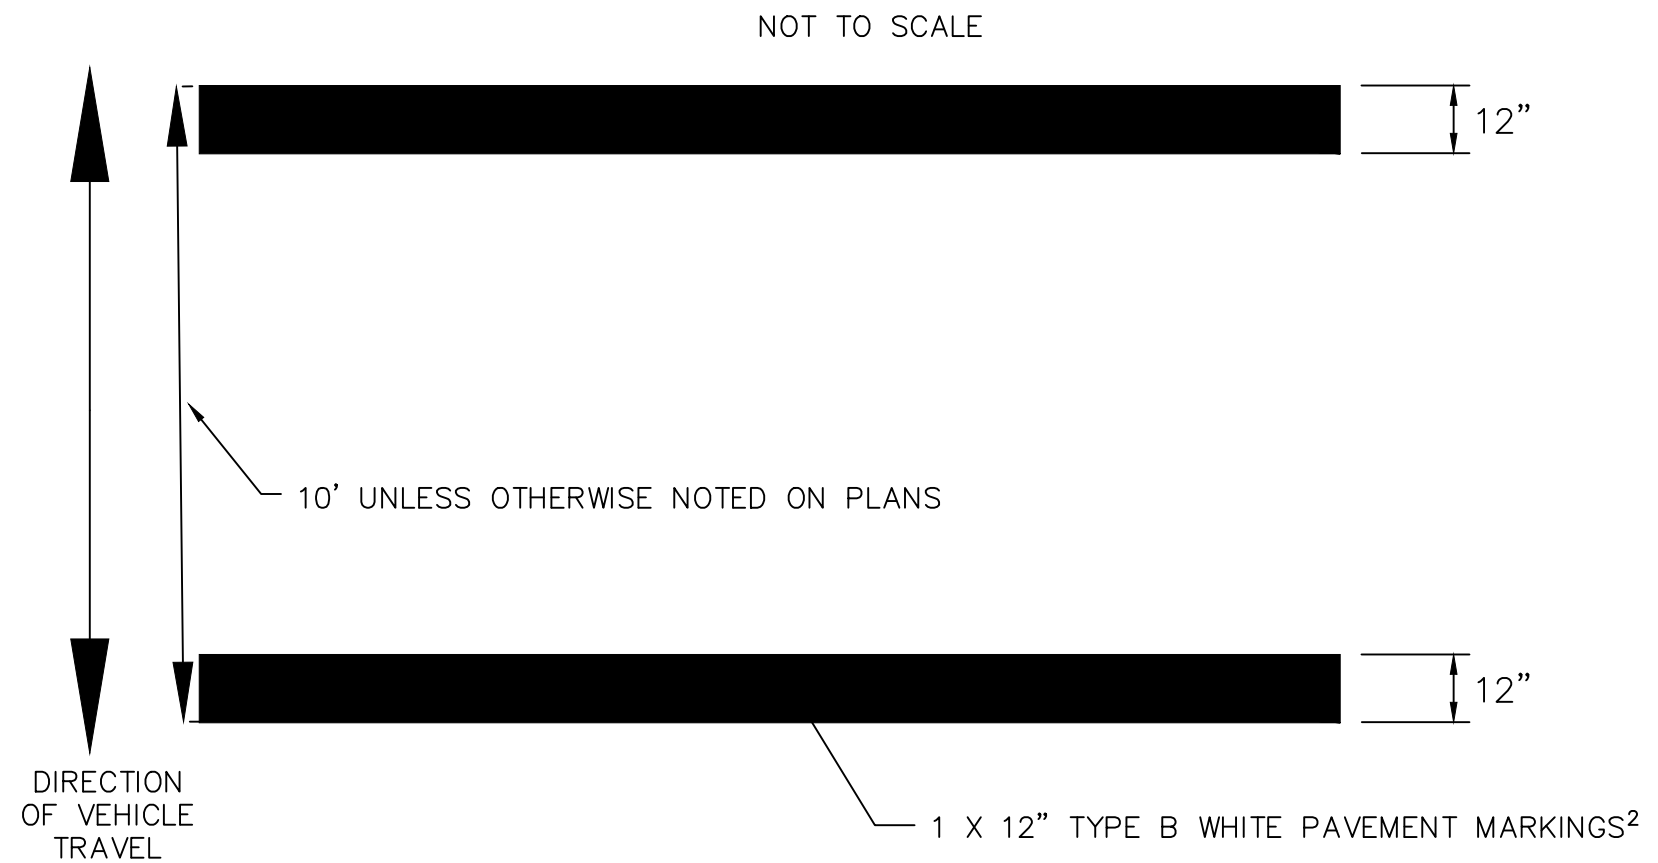 NOT TO SCALE
12”
10’ UNLESS OTHERWISE NOTED ON PLANS
12”
DIRECTION
OF VEHICLE
TRAVEL
1 X 12” TYPE B WHITE PAVEMENT MARKINGS²